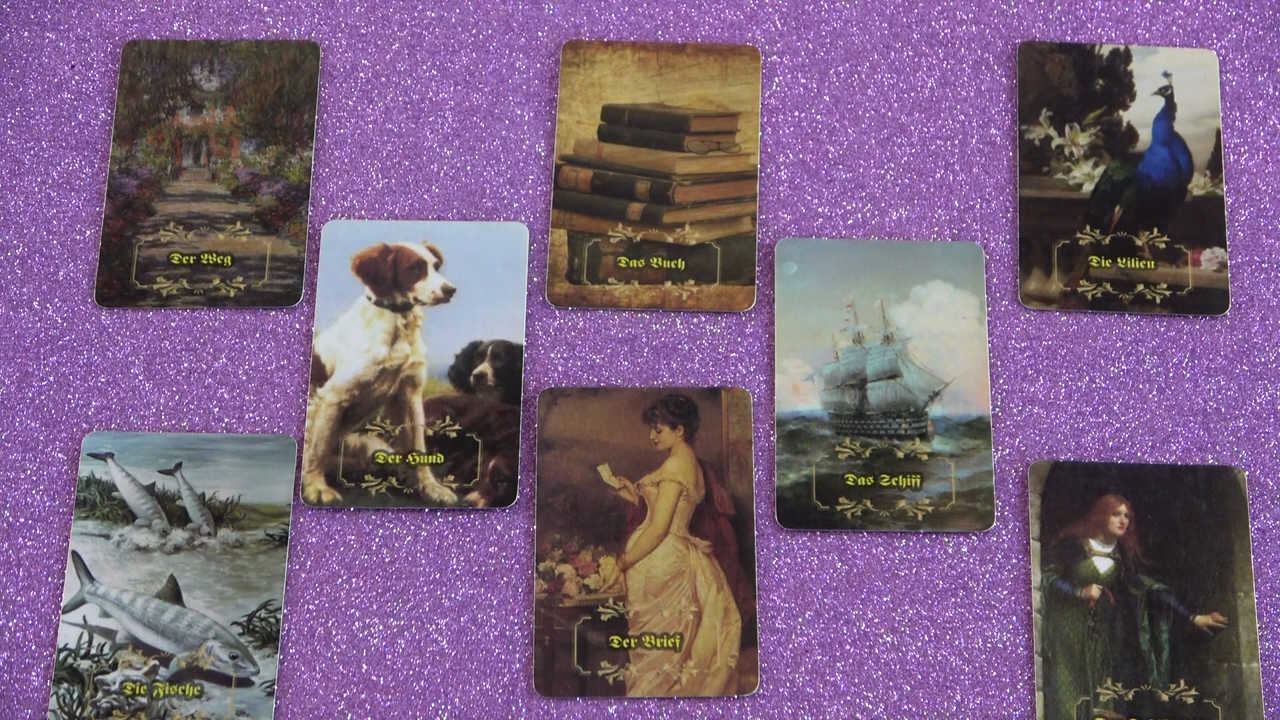 Der Weg
Das Buch
Die Lilien
Der Hund
Das Schiff
Die Fische
Der Brief